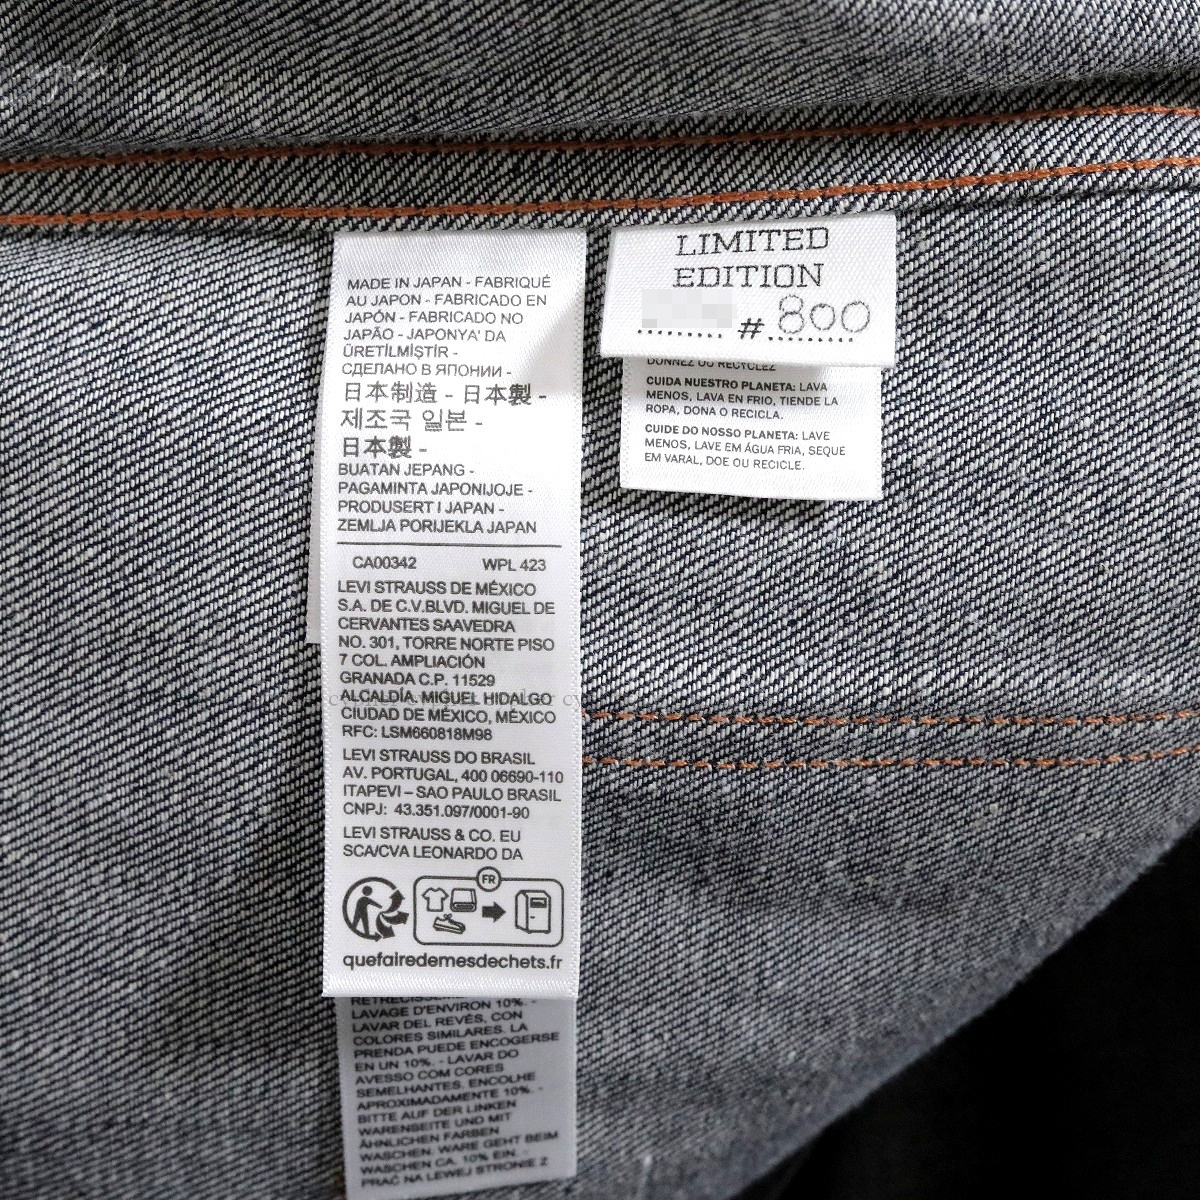 MADE IN JAPAN - FABRIQUÉ
AU JAPON - FABRICADO EN
JAPÓN - FABRICADO NO
JAPÃO - JAPONYA' DA
ÜRETİLMİŞTİR -
СДЕЛАНО В ЯПОНИИ -
日本制造 - 日本製 -
제조국 일본 -
日本製 -
BUATAN JEPANG -
PAGAMINTA JAPONIJOJE -
PRODUSERT I JAPAN -
ZEMLJA PORIJEKLA JAPAN
CA00342 WPL 423
LEVI STRAUSS DE MÉXICO
S.A. DE C.V.BLVD. MIGUEL DE
CERVANTES SAAVEDRA
NO. 301, TORRE NORTE PISO
7 COL. AMPLIACIÓN
GRANADA C.P. 11529
ALCALDÍA. MIGUEL HIDALGO
CIUDAD DE MÉXICO, MÉXICO
RFC: LSM660818M98
LEVI STRAUSS DO BRASIL
AV. PORTUGAL, 400 06690-110
ITAPEVI – SAO PAULO BRASIL
CNPJ: 43.351.097/0001-90
LEVI STRAUSS & CO. EU
SCA/CVA LEONARDO DA
FR
quefairedemesdechets.fr
LAVAGE D'ENVIRON 10%. -
LAVAR DEL REVÉS, CON
COLORES SIMILARES. LA
PRENDA PUEDE ENCOGERSE
EN UN 10%. - LAVAR DO
AVESSO COM CORES
SEMELHANTES. ENCOLHE
APROXIMADAMENTE 10%. -
BITTE AUF DER LINKEN
WARENSEITE UND MIT
ÄHNLICHEN FARBEN
WASCHEN. WARE GEHT BEIM
WASCHEN CA. 10% EIN. -
PRAĆ NA LEWEJ STRONIE Z
LIMITED
EDITION
# 800
DONNEZ OU RECYCLEZ
CUIDA NUESTRO PLANETA: LAVA
MENOS, LAVA EN FRIO, TIENDE LA
ROPA, DONA O RECICLA.
CUIDE DO NOSSO PLANETA: LAVE
MENOS, LAVE EM ÁGUA FRIA, SEQUE
EM VARAL, DOE OU RECICLE.